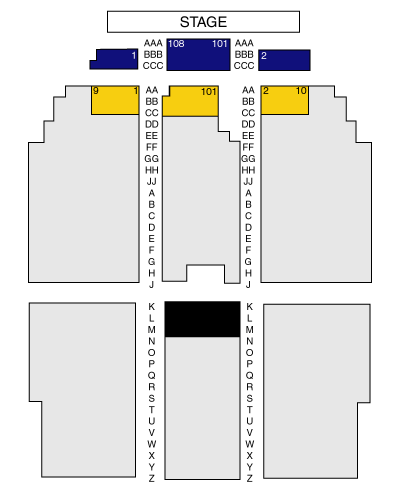 STAGE
AAA 108 101 AAA
1 BBB BBB 2
CCC CCC
9 1 AA 101 AA 2 10
BB BB
CC CC
DD DD
EE EE
FF FF
GG GG
HH HH
JJ JJ
A A
B B
C C
D D
E E
F F
G G
H H
J J
K K
L L
M M
N N
O O
P P
Q Q
R R
S S
T T
U U
V V
W W
X X
Y Y
Z Z